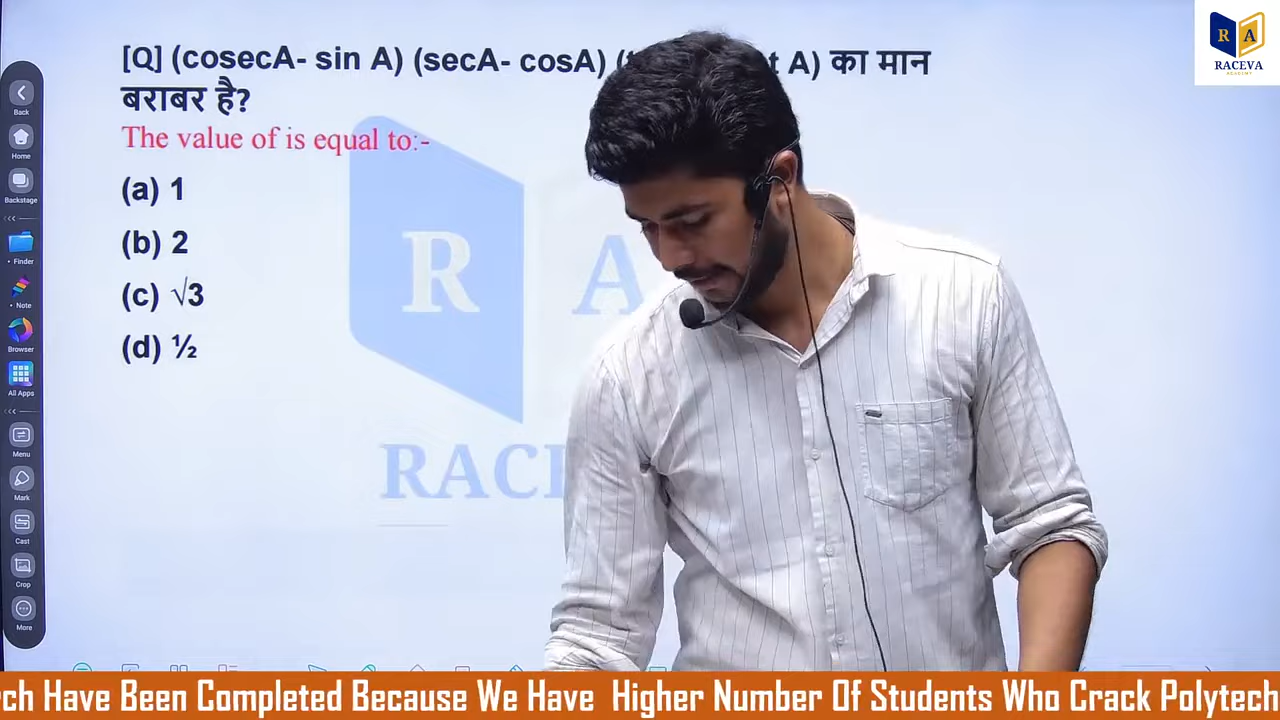 [Q] (cosecA- sin A) (secA- cosA) ( A) का मान
बराबर है?
The value of is equal to:-
(a) 1
(b) 2
(c) √3
(d) ½
R A
RACEVA
ACADEMY
R A
Back
Home
Backstage
Finder
Note
Browser
All Apps
Menu
Mark
Cast
Crop
More
Have Been Completed Because We Have Higher Number Of Students Who Crack